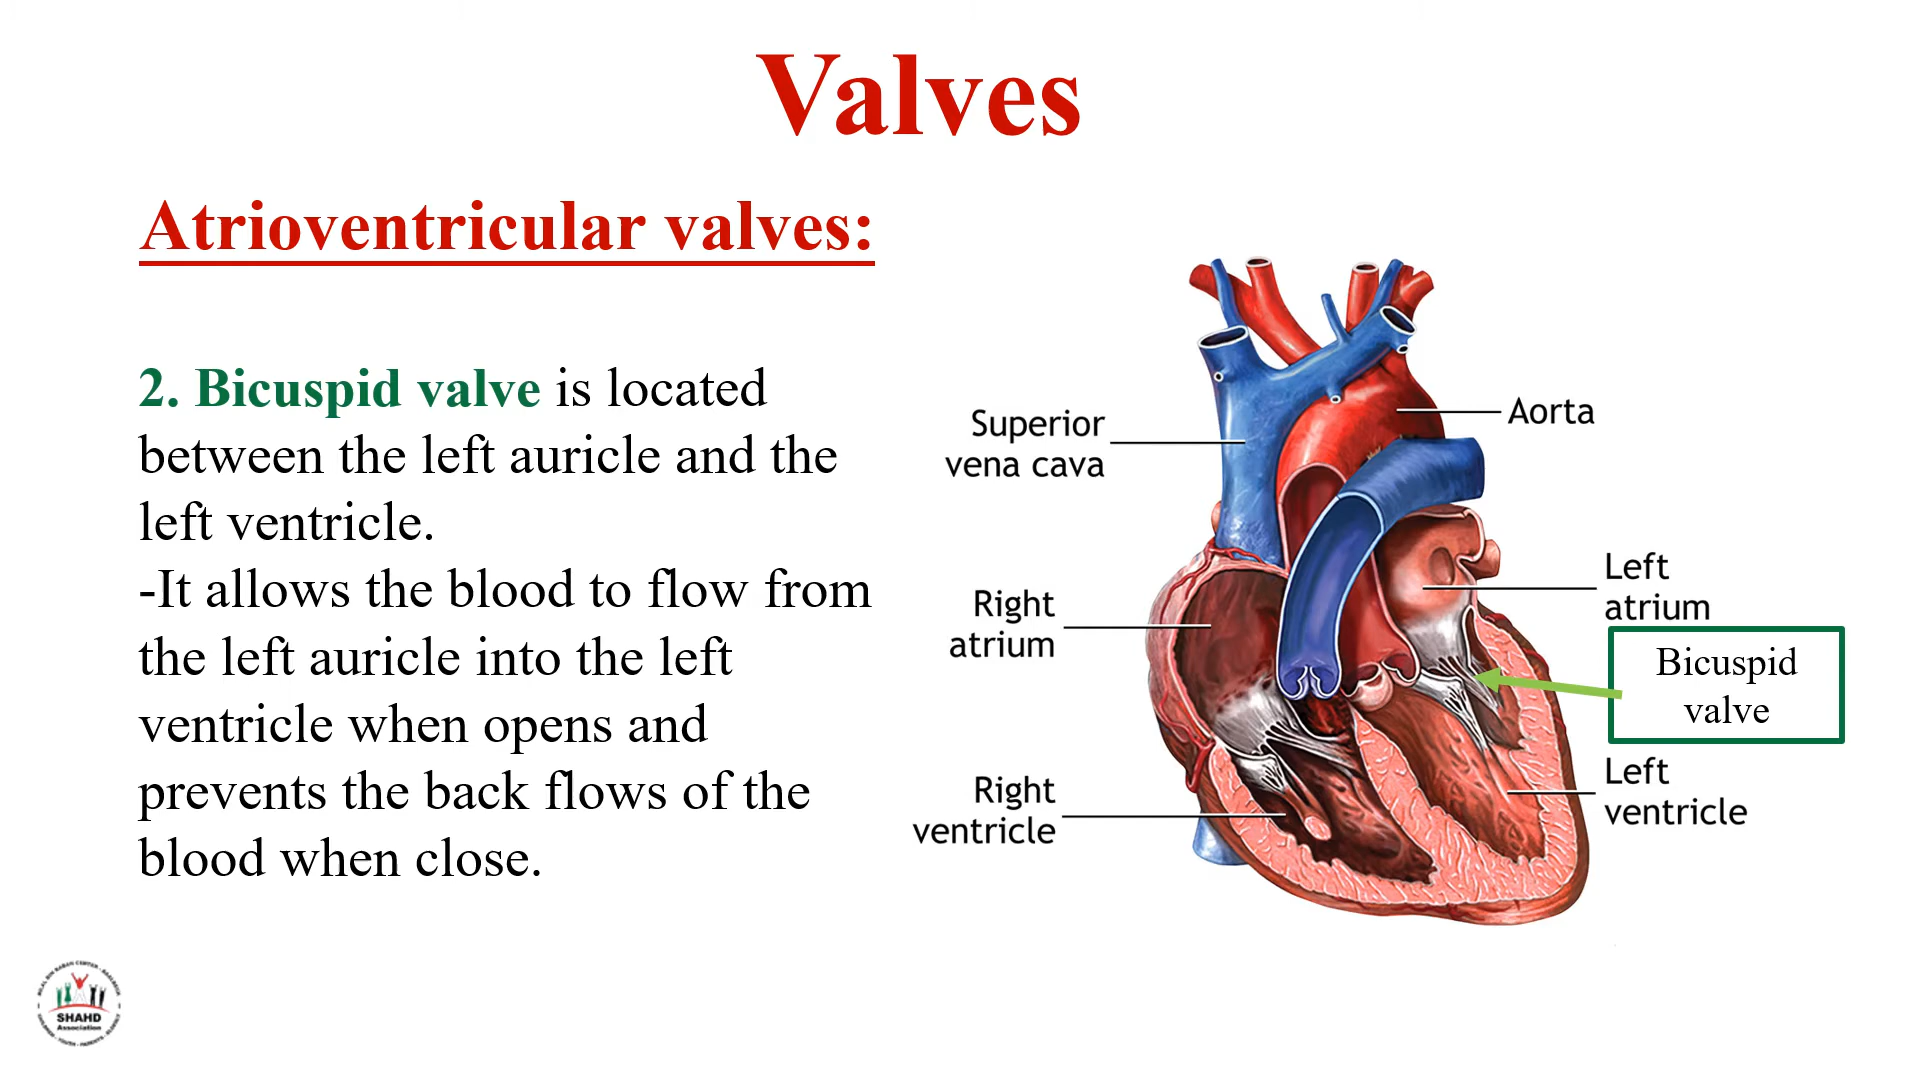 Valves
Atrioventricular valves:
2. Bicuspid valve is located
between the left auricle and the
left ventricle.
-It allows the blood to flow from
the left auricle into the left
ventricle when opens and
prevents the back flows of the
blood when close.
Superior
vena cava
Aorta
Right
atrium
Left
atrium
Bicuspid
valve
Right
ventricle
Left
ventricle
SHAHD
Association